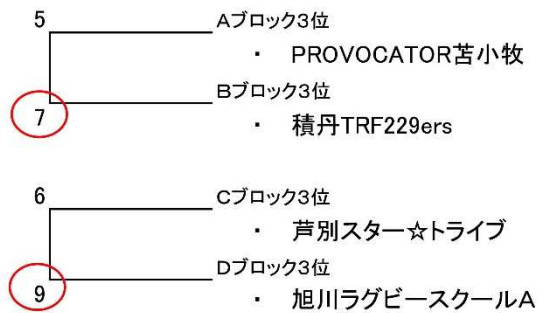 5 Aブロック3位
・ PROVOCATOR苫小牧
Bブロック3位
7
・ 積丹TRF229ers
6 Cブロック3位
・ 芦別スター☆トライブ
Dブロック3位
9
・ 旭川ラグビースクールA